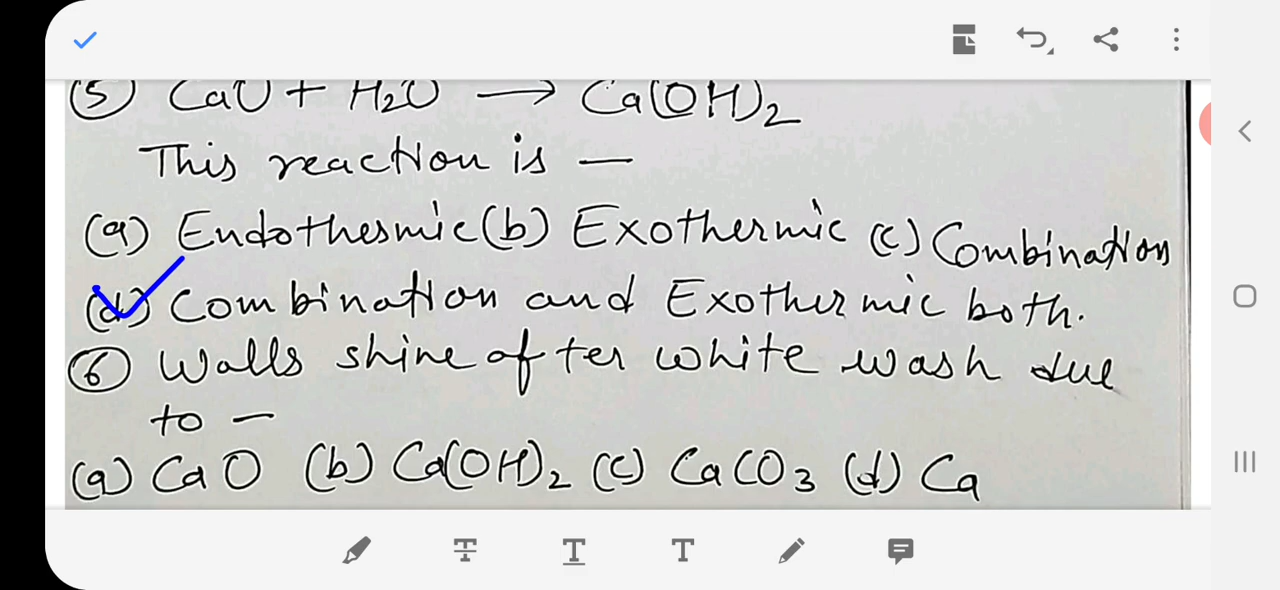 (5) CaO + H2O → Ca(OH)2
This reaction is —
(a) Endothermic (b) Exothermic (c) Combination
(d) Combination and Exothermic both.
(6) Walls shine after white wash due
to —
(a) CaO (b) Ca(OH)2 (c) CaCO3 (d) Ca